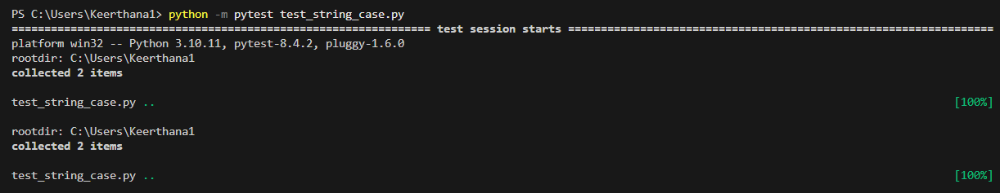 PS C:\Users\Keerthana1> python -m pytest test_string_case.py
================================================================ test session starts =================================================================
platform win32 -- Python 3.10.11, pytest-8.4.2, pluggy-1.6.0
rootdir: C:\Users\Keerthana1
collected 2 items
test_string_case.py .. [100%]
rootdir: C:\Users\Keerthana1
collected 2 items
test_string_case.py .. [100%]